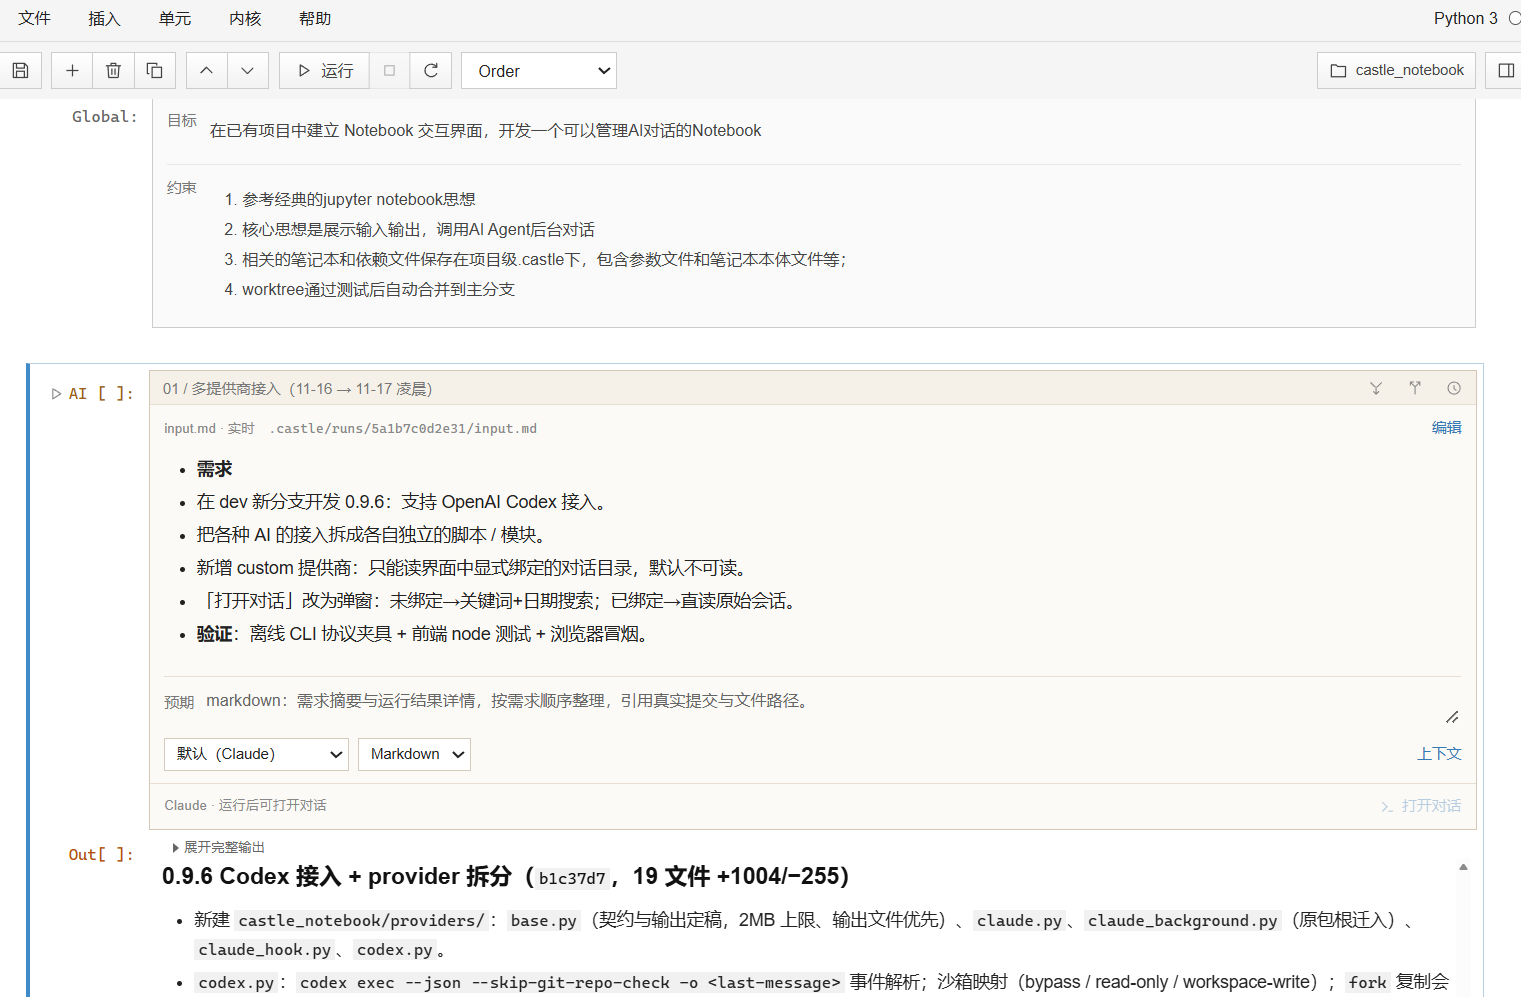 文件 插入 单元 内核 帮助 Python 3
运行 Order castle_notebook
Global:
目标 在已有项目中建立 Notebook 交互界面，开发一个可以管理AI对话的Notebook
约束
1. 参考经典的jupyter notebook思想
2. 核心思想是展示输入输出，调用AI Agent后台对话
3. 相关的笔记本和依赖文件保存在项目级.castle下，包含参数文件和笔记本本体文件等；
4. worktree通过测试后自动合并到主分支
AI [ ]: 01 / 多提供商接入（11-16 → 11-17 凌晨）
input.md · 实时 .castle/runs/5a1b7c0d2e31/input.md 编辑
需求
在 dev 新分支开发 0.9.6：支持 OpenAI Codex 接入。
把各种 AI 的接入拆成各自独立的脚本 / 模块。
新增 custom 提供商：只能读界面中显式绑定的对话目录，默认不可读。
「打开对话」改为弹窗：未绑定→关键词+日期搜索；已绑定→直读原始会话。
验证：离线 CLI 协议夹具 + 前端 node 测试 + 浏览器冒烟。
预期 markdown：需求摘要与运行结果详情，按需求顺序整理，引用真实提交与文件路径。
默认（Claude） Markdown 上下文
Claude · 运行后可打开对话 >_ 打开对话
Out[ ]: 展开完整输出
0.9.6 Codex 接入 + provider 拆分（b1c37d7，19 文件 +1004/−255）
新建 castle_notebook/providers/：base.py（契约与输出定稿，2MB 上限、输出文件优先）、claude.py、claude_background.py（原包根迁入）、
claude_hook.py、codex.py。
codex.py：codex exec --json --skip-git-repo-check -o <last-message> 事件解析；沙箱映射（bypass / read-only / workspace-write）；fork 复制会